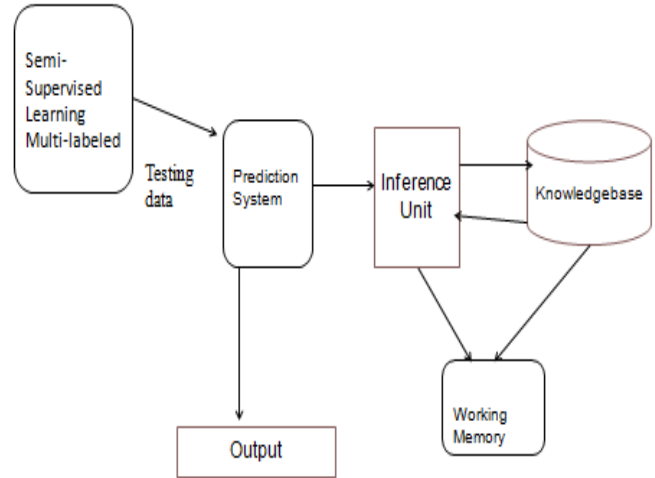 Semi-
Supervised
Learning
Multi-labeled
Testing
data
Prediction
System
Inference
Unit
Knowledgebase
Working
Memory
Output